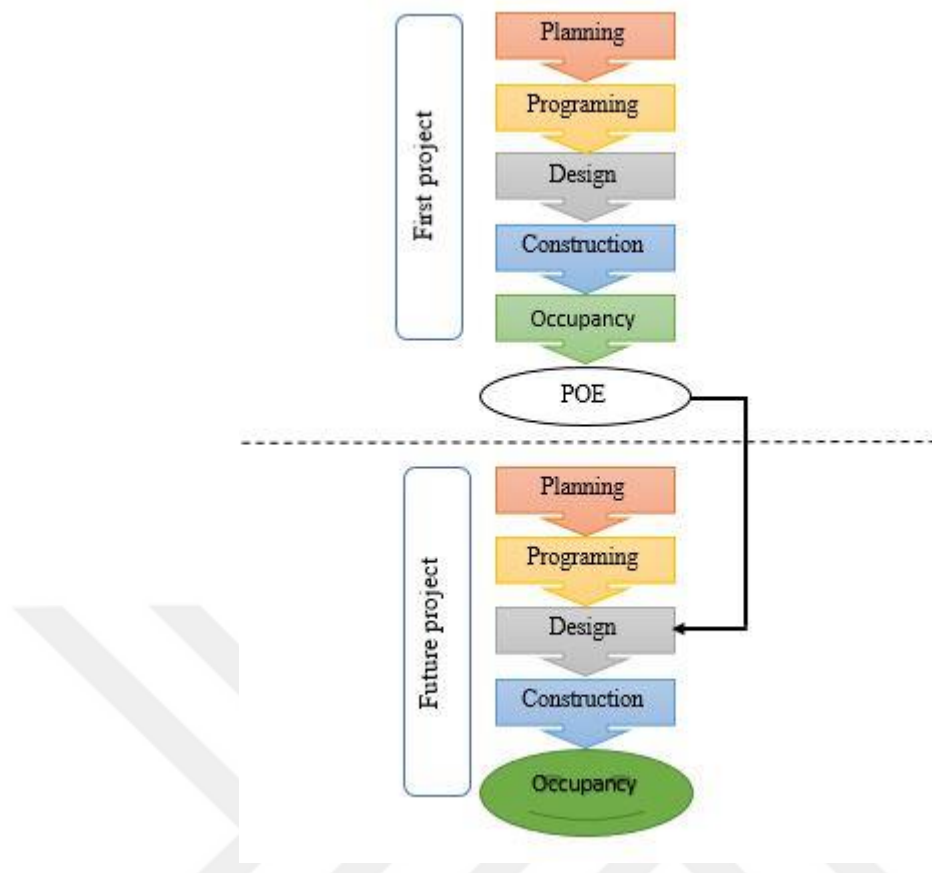 First project
Planning
Programing
Design
Construction
Occupancy
POE
Future project
Planning
Programing
Design
Construction
Occupancy